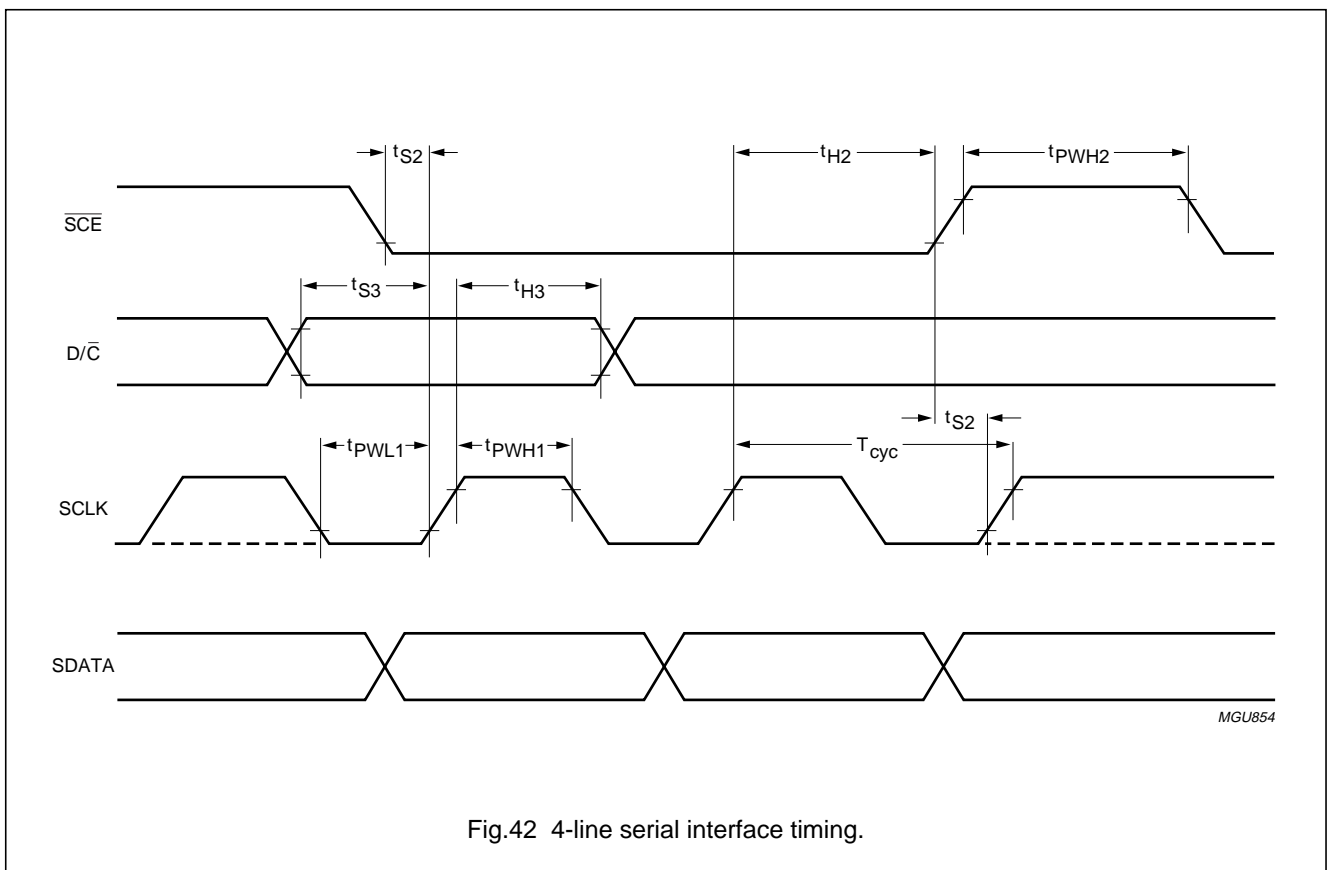 tS2
tH2
tPWH2
S̅C̅E̅
tS3
tH3
D/C̅
tS2
tPWL1
tPWH1
Tcyc
SCLK
SDATA
MGU854
Fig.42 4-line serial interface timing.